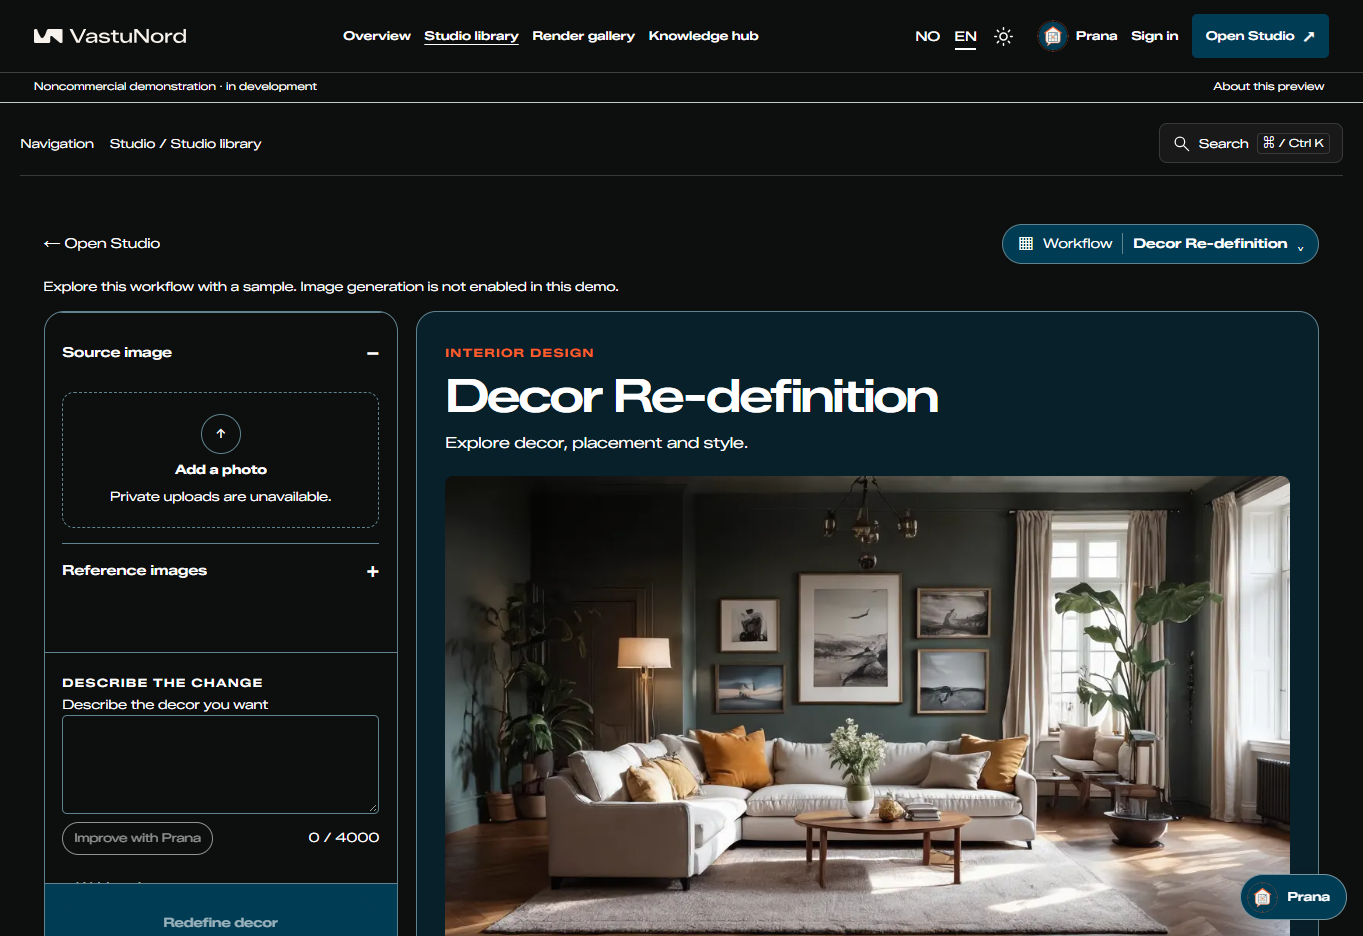 VastuNord
Overview Studio library Render gallery Knowledge hub
NO EN Prana Sign in Open Studio ↗
Noncommercial demonstration · in development
About this preview
Navigation Studio / Studio library
Search ⌘ / Ctrl K
← Open Studio
Workflow Decor Re-definition
Explore this workflow with a sample. Image generation is not enabled in this demo.
Source image −
↑
Add a photo
Private uploads are unavailable.
Reference images +
DESCRIBE THE CHANGE
Describe the decor you want
Improve with Prana 0 / 4000
Redefine decor
INTERIOR DESIGN
Decor Re-definition
Explore decor, placement and style.
Prana